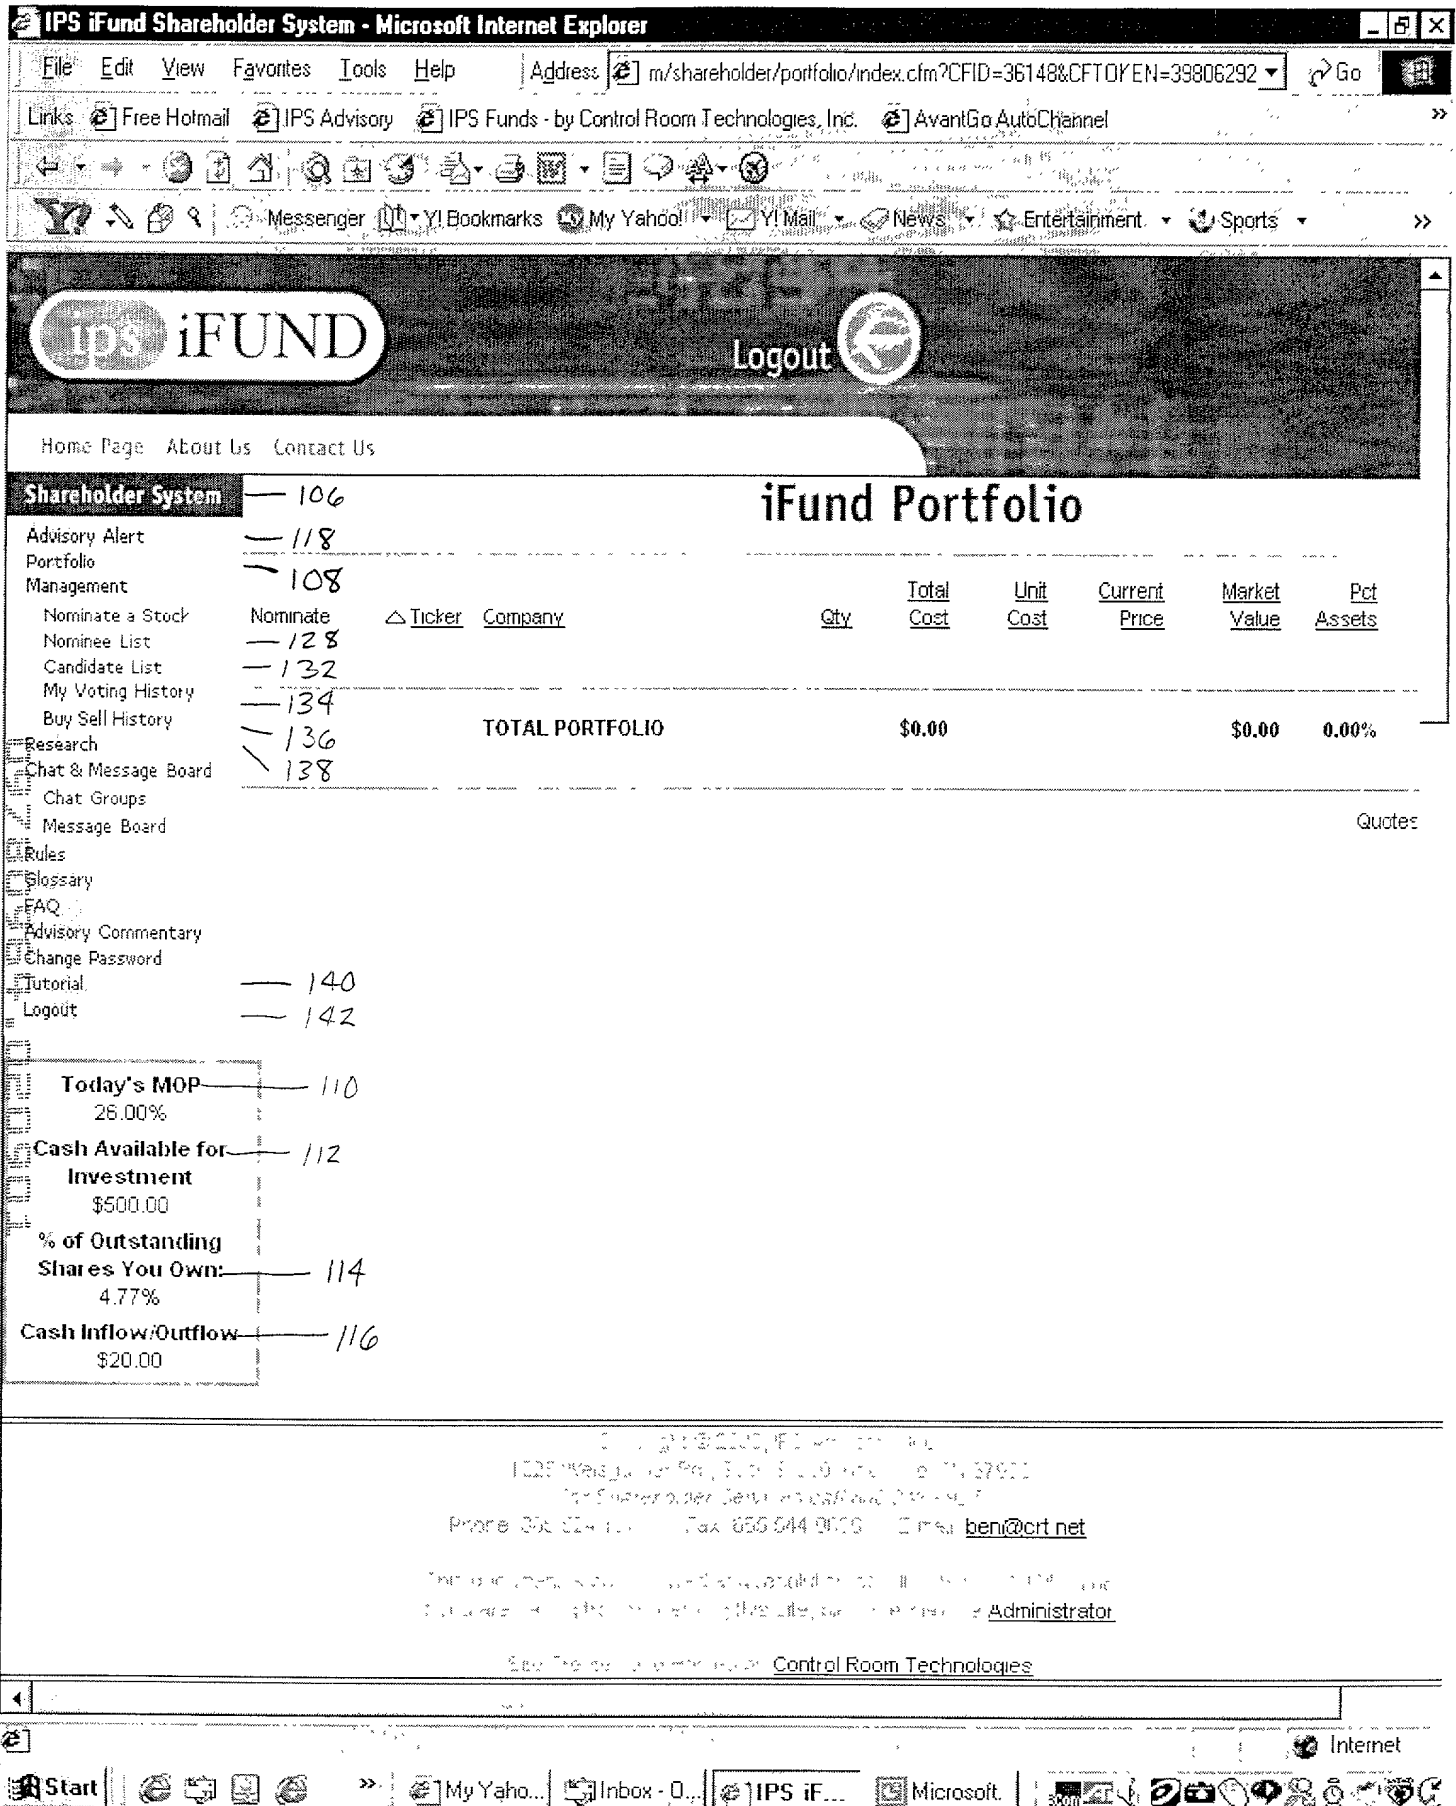 IPS iFund Shareholder System - Microsoft Internet Explorer
File Edit View Favorites Tools Help Address m/shareholder/portfolio/index.cfm?CFID=36148&CFTOKEN=39806292 Go
Links Free Hotmail IPS Advisory IPS Funds - by Control Room Technologies, Inc. AvantGo AutoChannel »
Y? Messenger Y! Bookmarks My Yahoo! Y! Mail News Entertainment Sports »
ips iFUND
Logout
Home Page About Us Contact Us
Shareholder System 106
iFund Portfolio
Advisory Alert 118
Portfolio
Management 108
Total Unit Current Market Pct
Nominate a Stock Nominate Ticker Company Qty Cost Cost Price Value Assets
Nominee List 128
Candidate List 132
My Voting History 134
Buy Sell History 136
TOTAL PORTFOLIO $0.00 $0.00 0.00%
Research 138
Chat & Message Board
Chat Groups
Message Board
Quotes
Rules
Glossary
FAQ
Advisory Commentary
Change Password
Tutorial 140
Logout 142
Today's MOP 110
26.00%
Cash Available for 112
Investment
$500.00
% of Outstanding
Shares You Own: 114
4.77%
Cash Inflow/Outflow 116
$20.00
Phone Fax ben@crt.net
Administrator
Control Room Technologies
Internet
Start » My Yaho... Inbox - O... IPS iF... Microsoft.